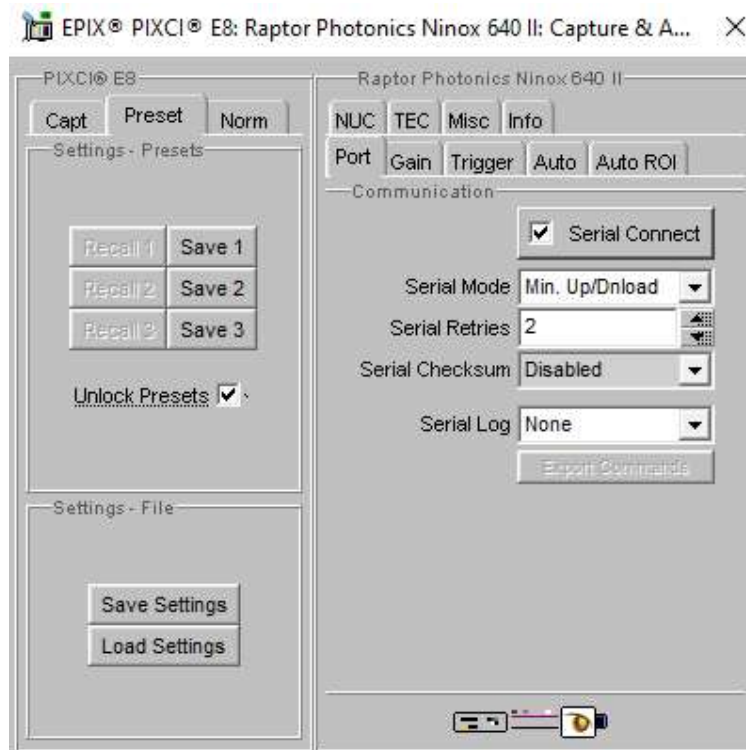 EPIX® PIXCI® E8: Raptor Photonics Ninox 640 II: Capture & A...
PIXCI® E8
Capt Preset Norm
Settings - Presets
Recall 1 Save 1
Recall 2 Save 2
Recall 3 Save 3
Unlock Presets
Settings - File
Save Settings
Load Settings
Raptor Photonics Ninox 640 II
NUC TEC Misc Info
Port Gain Trigger Auto Auto ROI
Communication
Serial Connect
Serial Mode Min. Up/Dnload
Serial Retries 2
Serial Checksum Disabled
Serial Log None
Export Commands